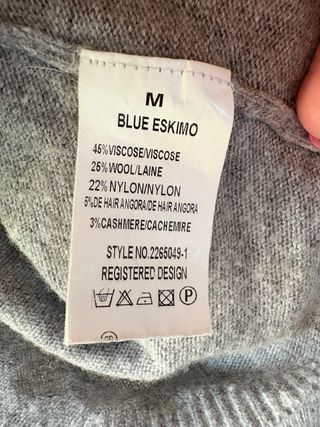 M
BLUE ESKIMO
45%VISCOSE/VISCOSE
25%WOOL/LAINE
22%NYLON/NYLON
5%DE HAIR ANGORA/DE HAIR ANGORA
3%CASHMERE/CACHEMIRE
STYLE NO.2265049-1
REGISTERED DESIGN
P